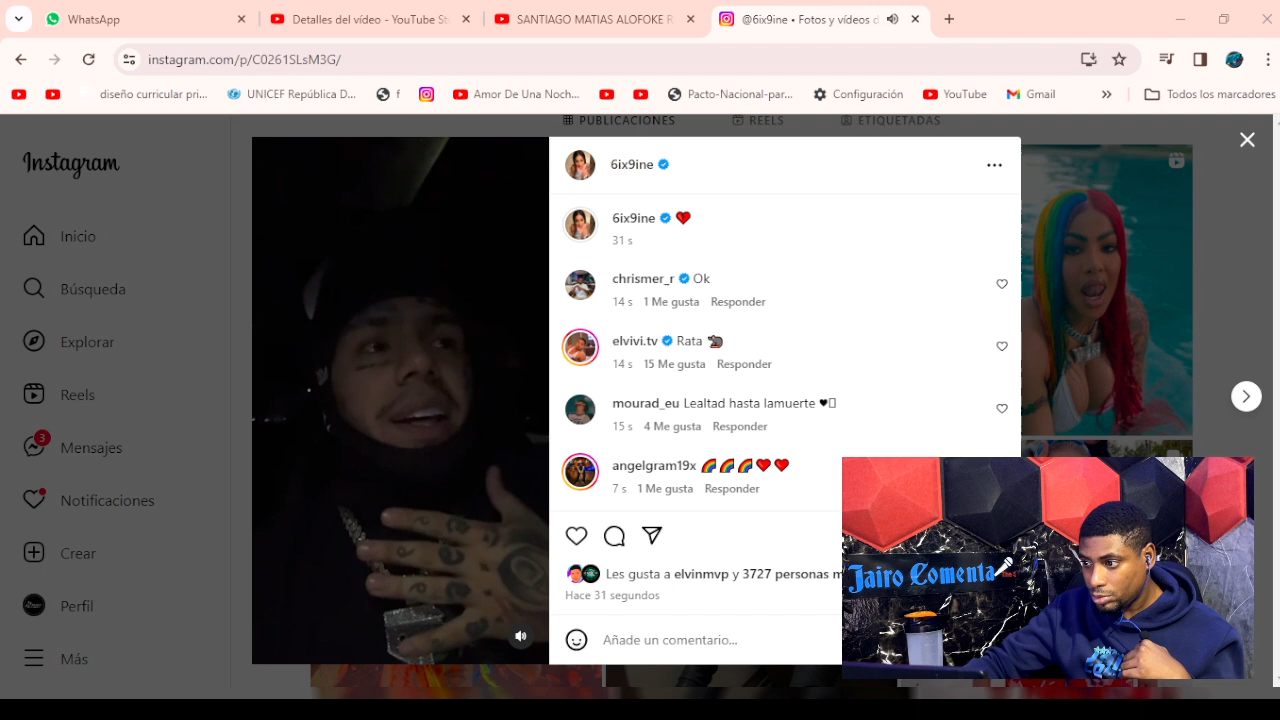 WhatsApp
Detalles del vídeo - YouTube St
SANTIAGO MATIAS ALOFOKE R
@6ix9ine • Fotos y vídeos d
instagram.com/p/C0261SLsM3G/
diseño curricular pri...
UNICEF República D...
f
Amor De Una Noch...
Pacto-Nacional-par...
Configuración
YouTube
Gmail
»
Todos los marcadores
PUBLICACIONES
REELS
ETIQUETADAS
Instagram
Inicio
Búsqueda
Explorar
Reels
3
Mensajes
Notificaciones
Crear
Perfil
Más
6ix9ine
6ix9ine ❤️
31 s
chrismer_r Ok
14 s 1 Me gusta Responder
elvivi.tv Rata 🐀
14 s 15 Me gusta Responder
mourad_eu Lealtad hasta lamuerte ♥
15 s 4 Me gusta Responder
angelgram19x 🌈🌈🌈❤️❤️
7 s 1 Me gusta Responder
Les gusta a elvinmvp y 3727 personas m
Hace 31 segundos
Añade un comentario...
Jairo Comenta